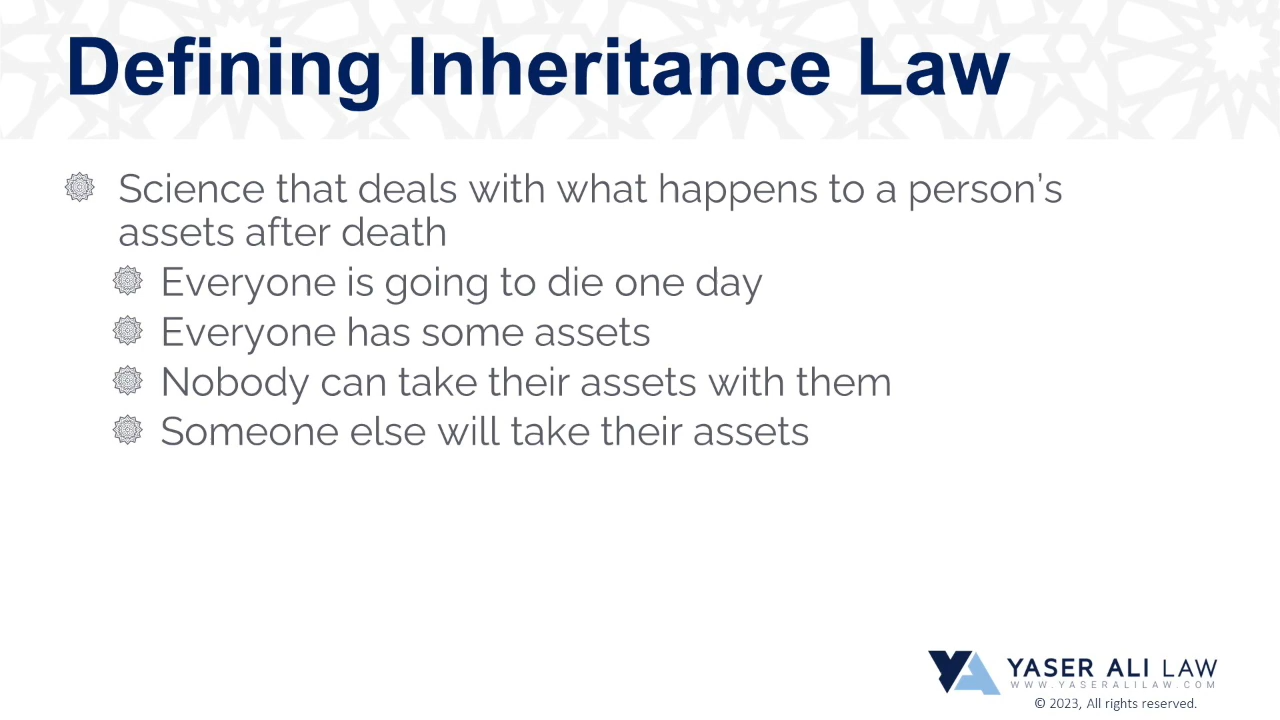 Defining Inheritance Law
Science that deals with what happens to a person’s
assets after death
Everyone is going to die one day
Everyone has some assets
Nobody can take their assets with them
Someone else will take their assets
YA YASER ALI LAW
WWW.YASERALILAW.COM
© 2023, All rights reserved.